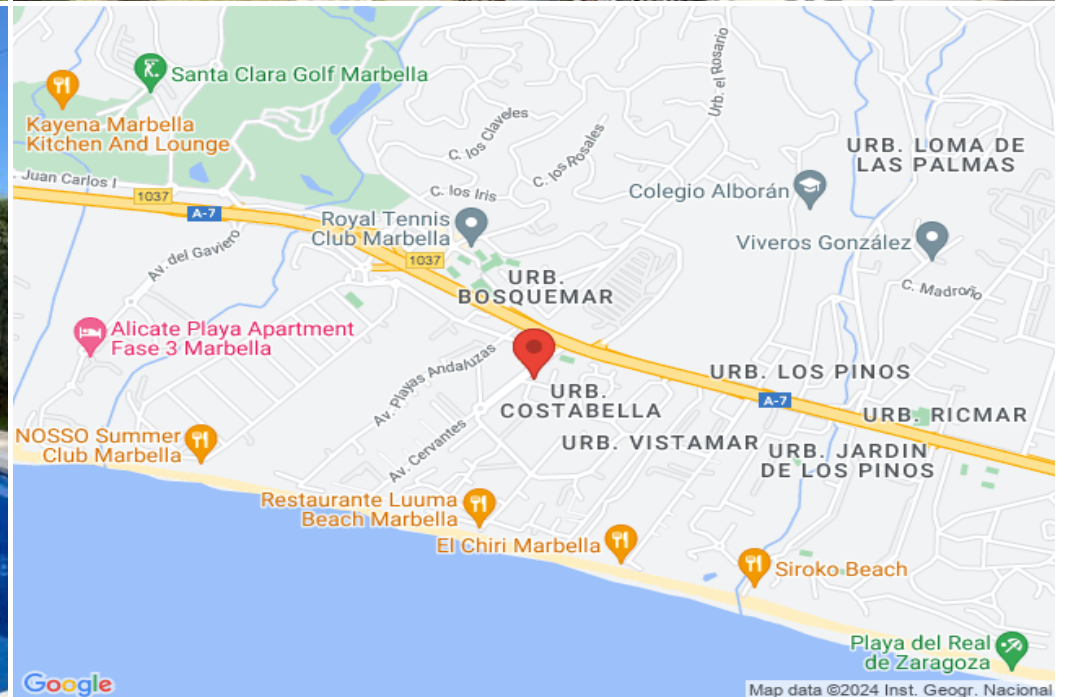 Santa Clara Golf Marbella
Kayena Marbella
Kitchen And Lounge
Juan Carlos I
1037
A-7
Av. del Gaviero
C. los Claveles
C. los Rosales
C. los Iris
Urb. el Rosario
URB. LOMA DE
LAS PALMAS
Colegio Alborán
Royal Tennis
Club Marbella
1037
Viveros González
C. Madroño
URB.
BOSQUEMAR
Alicate Playa Apartment
Fase 3 Marbella
Av. Playas Andaluzas
URB. LOS PINOS
A-7
URB.
COSTABELLA
URB. RICMAR
NOSSO Summer
Club Marbella
Av. Cervantes
URB. VISTAMAR
URB. JARDIN
DE LOS PINOS
Restaurante Luuma
Beach Marbella
El Chiri Marbella
Siroko Beach
Playa del Real
de Zaragoza
Google
Map data ©2024 Inst. Geogr. Nacional